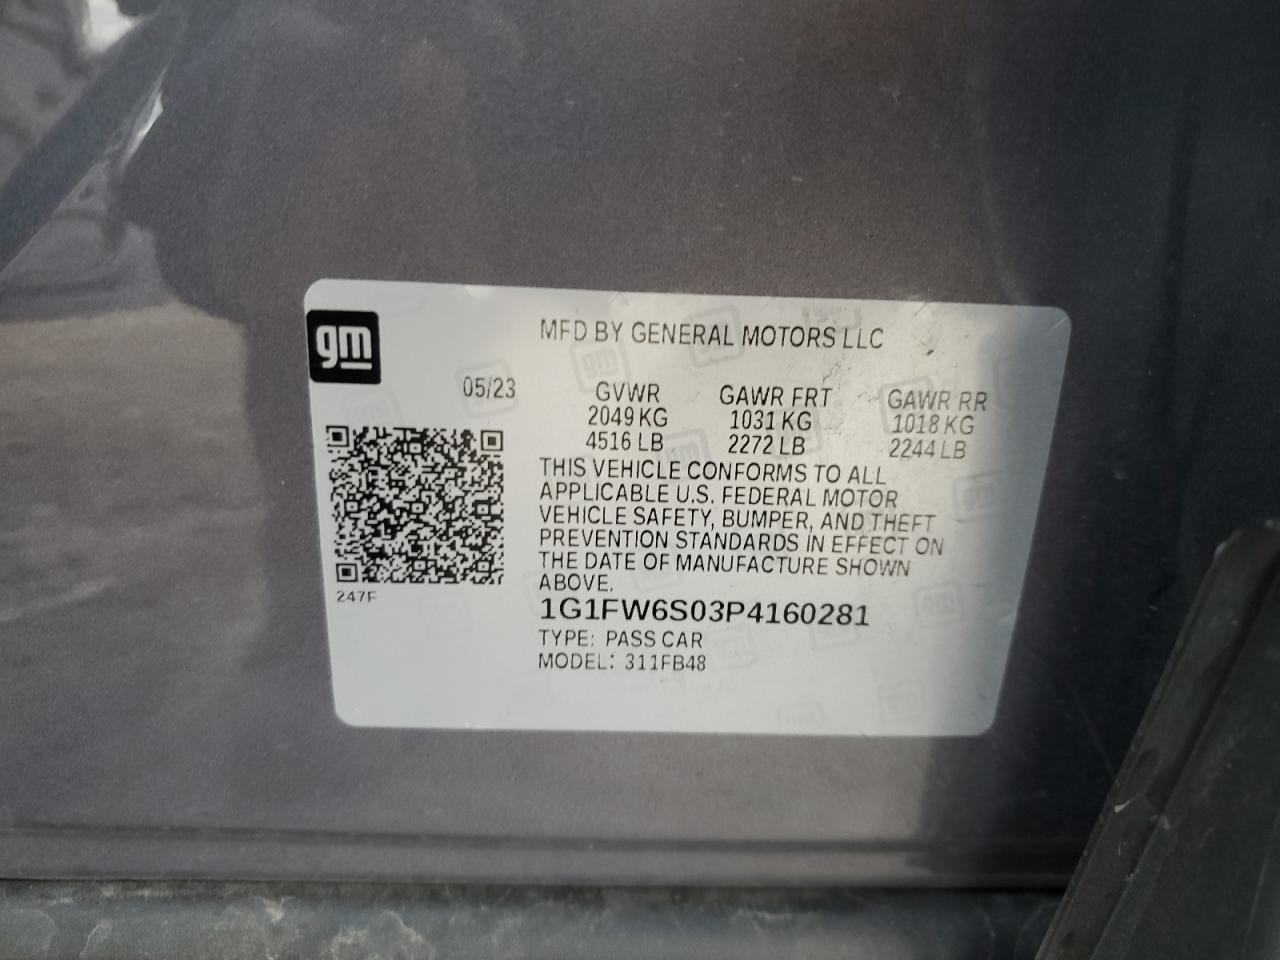 gm
MFD BY GENERAL MOTORS LLC
05/23
GVWR GAWR FRT GAWR RR
2049 KG 1031 KG 1018 KG
4516 LB 2272 LB 2244 LB
THIS VEHICLE CONFORMS TO ALL
APPLICABLE U.S. FEDERAL MOTOR
VEHICLE SAFETY, BUMPER, AND THEFT
PREVENTION STANDARDS IN EFFECT ON
THE DATE OF MANUFACTURE SHOWN
ABOVE.
247F
1G1FW6S03P4160281
TYPE: PASS CAR
MODEL: 311FB48